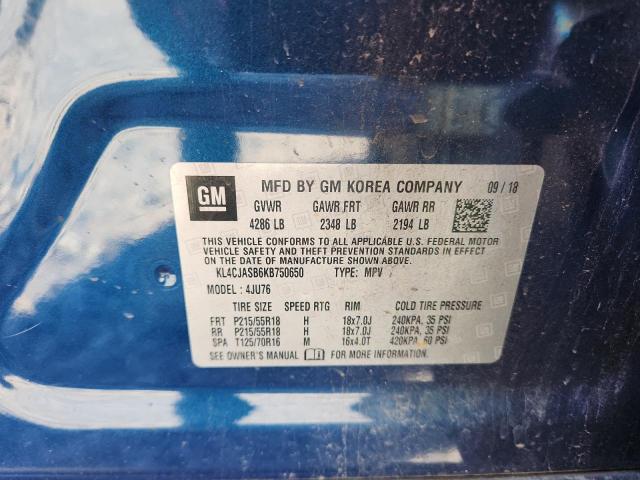 GM
MFD BY GM KOREA COMPANY 09/18
GVWR GAWR FRT GAWR RR
4286 LB 2348 LB 2194 LB
THIS VEHICLE CONFORMS TO ALL APPLICABLE U.S. FEDERAL MOTOR
VEHICLE SAFETY, BUMPER, AND THEFT PREVENTION STANDARDS IN EFFECT
ON THE DATE OF MANUFACTURE SHOWN ABOVE.
KL4CJASB6KB750650 TYPE: MPV
MODEL: 4JU76
TIRE SIZE SPEED RTG RIM COLD TIRE PRESSURE
FRT P215/55R18 H 18x7.0J 240KPA, 35 PSI
RR P215/55R18 H 18x7.0J 240KPA, 35 PSI
SPA T125/70R16 M 16x4.0T 420KPA, 60 PSI
SEE OWNER'S MANUAL FOR MORE INFORMATION.